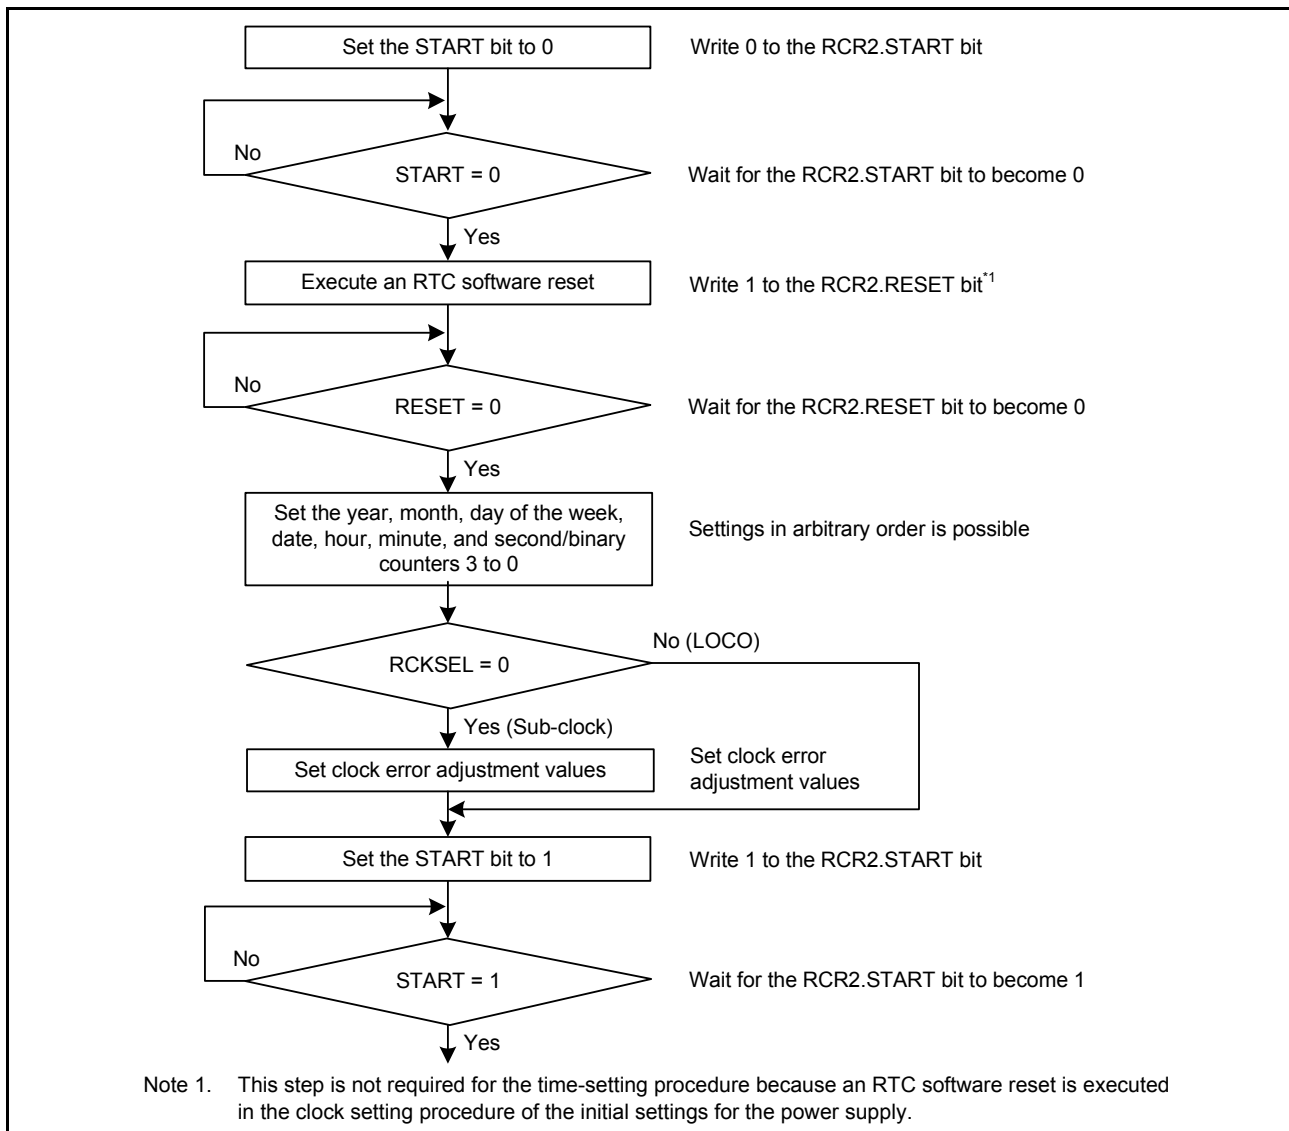 Set the START bit to 0
Write 0 to the RCR2.START bit
No
START = 0
Wait for the RCR2.START bit to become 0
Yes
Execute an RTC software reset
Write 1 to the RCR2.RESET bit*1
No
RESET = 0
Wait for the RCR2.RESET bit to become 0
Yes
Set the year, month, day of the week,
date, hour, minute, and second/binary
counters 3 to 0
Settings in arbitrary order is possible
No (LOCO)
RCKSEL = 0
Yes (Sub-clock)
Set clock error adjustment values
Set clock error
adjustment values
Set the START bit to 1
Write 1 to the RCR2.START bit
No
START = 1
Wait for the RCR2.START bit to become 1
Yes
Note 1. This step is not required for the time-setting procedure because an RTC software reset is executed
in the clock setting procedure of the initial settings for the power supply.